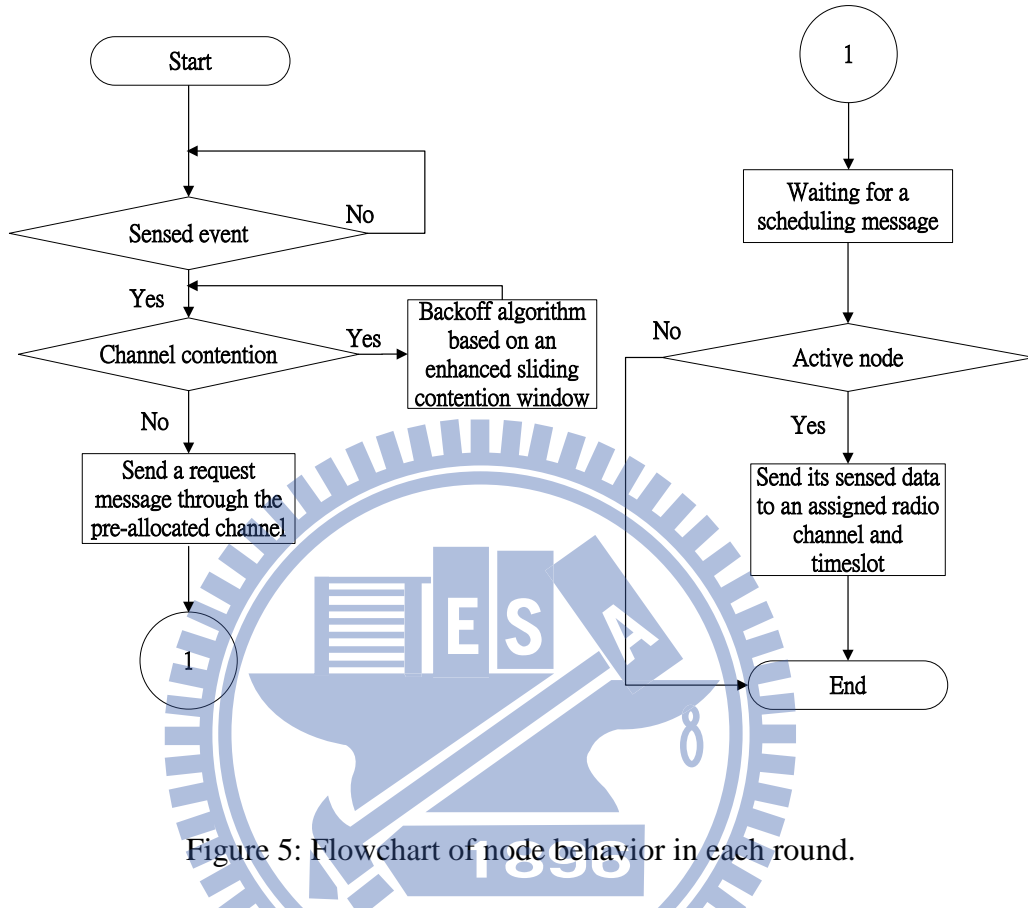 Start
Sensed event
No
Yes
Channel contention
Yes
Backoff algorithm
based on an
enhanced sliding
contention window
No
Send a request
message through the
pre-allocated channel
1
1
Waiting for a
scheduling message
No
Active node
Yes
Send its sensed data
to an assigned radio
channel and
timeslot
End
E S A
8
1896
Figure 5: Flowchart of node behavior in each round.